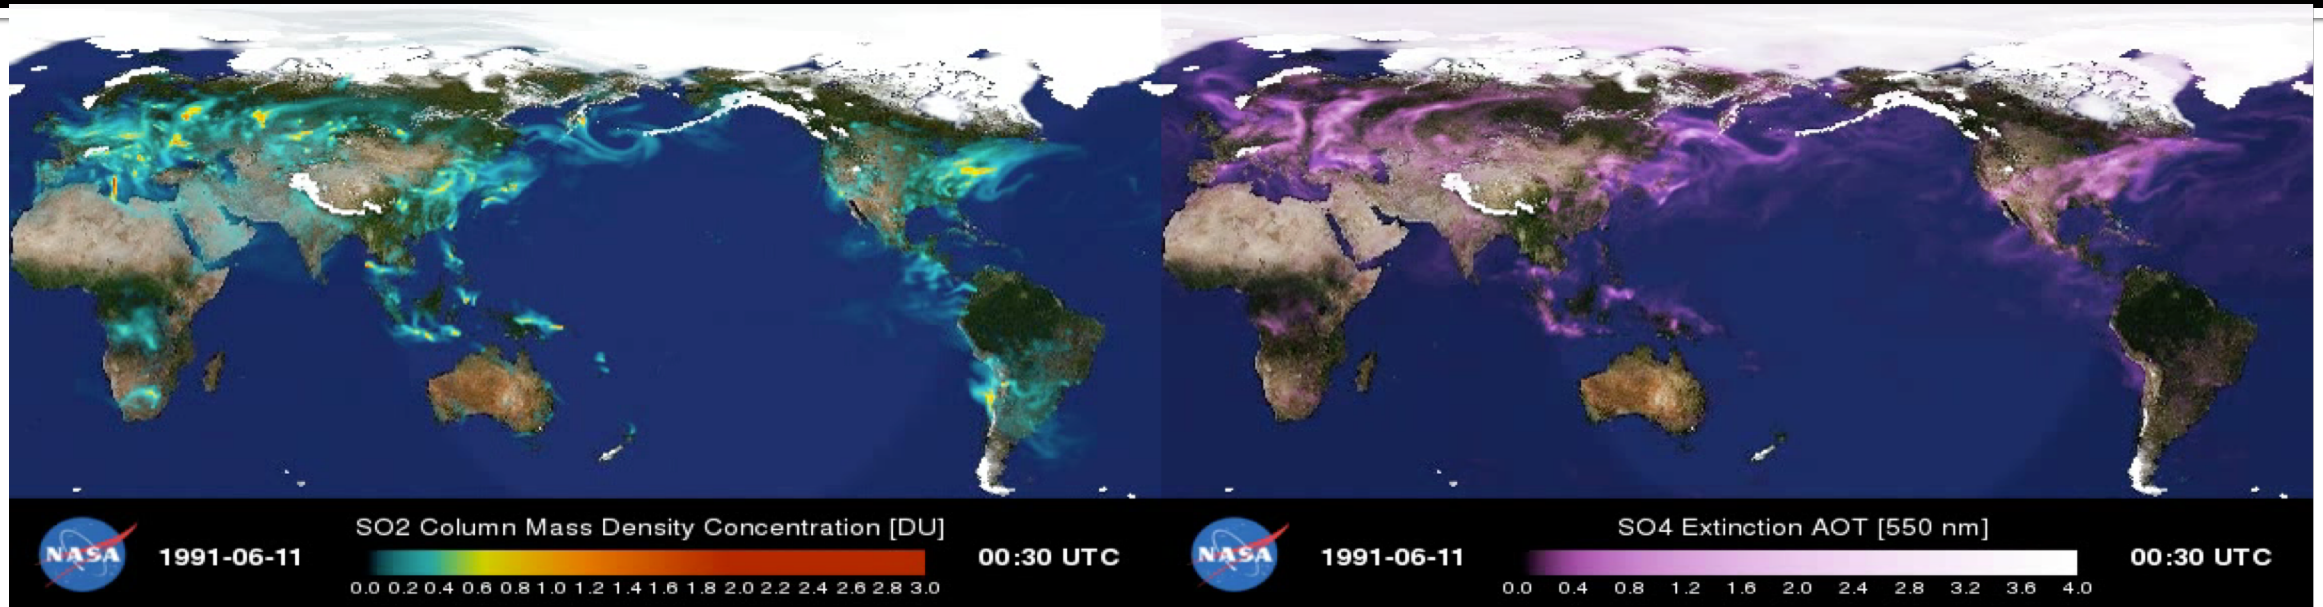 SO2 Column Mass Density Concentration [DU]
NASA 1991-06-11 00:30 UTC
0.0 0.2 0.4 0.6 0.8 1.0 1.2 1.4 1.6 1.8 2.0 2.2 2.4 2.6 2.8 3.0
SO4 Extinction AOT [550 nm]
NASA 1991-06-11 00:30 UTC
0.0 0.4 0.8 1.2 1.6 2.0 2.4 2.8 3.2 3.6 4.0